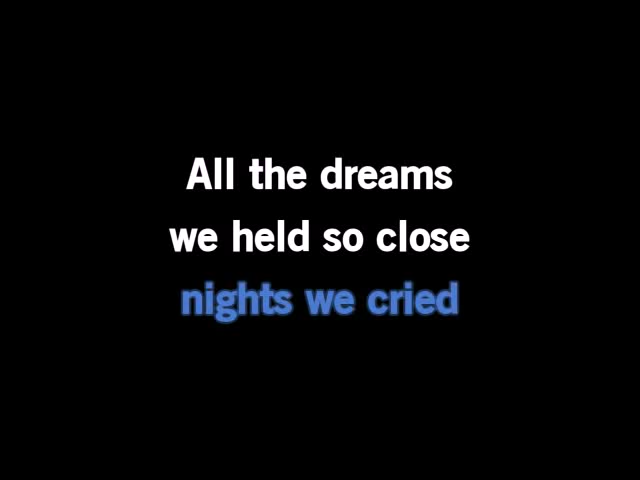 All the dreams
we held so close
nights we cried